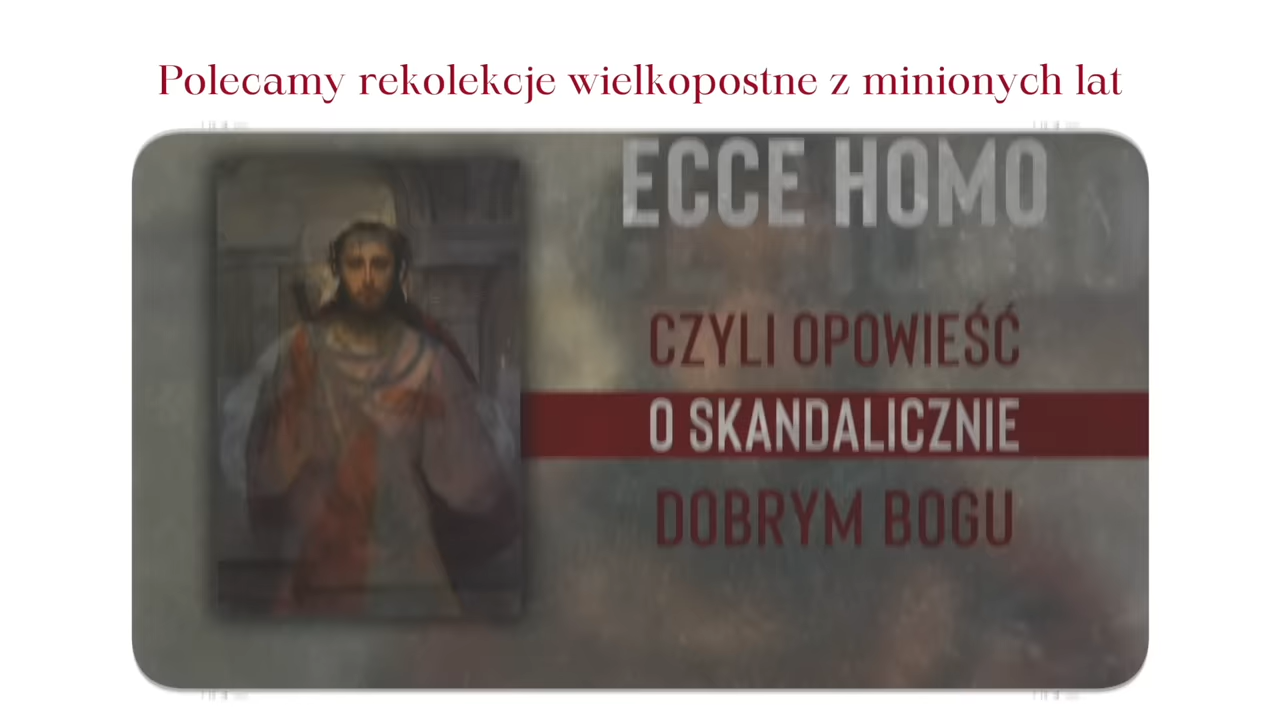 Polecamy rekolekcje wielkopostne z minionych lat
ECCE HOMO
CZYLI OPOWIEŚĆ
O SKANDALICZNIE
DOBRYM BOGU